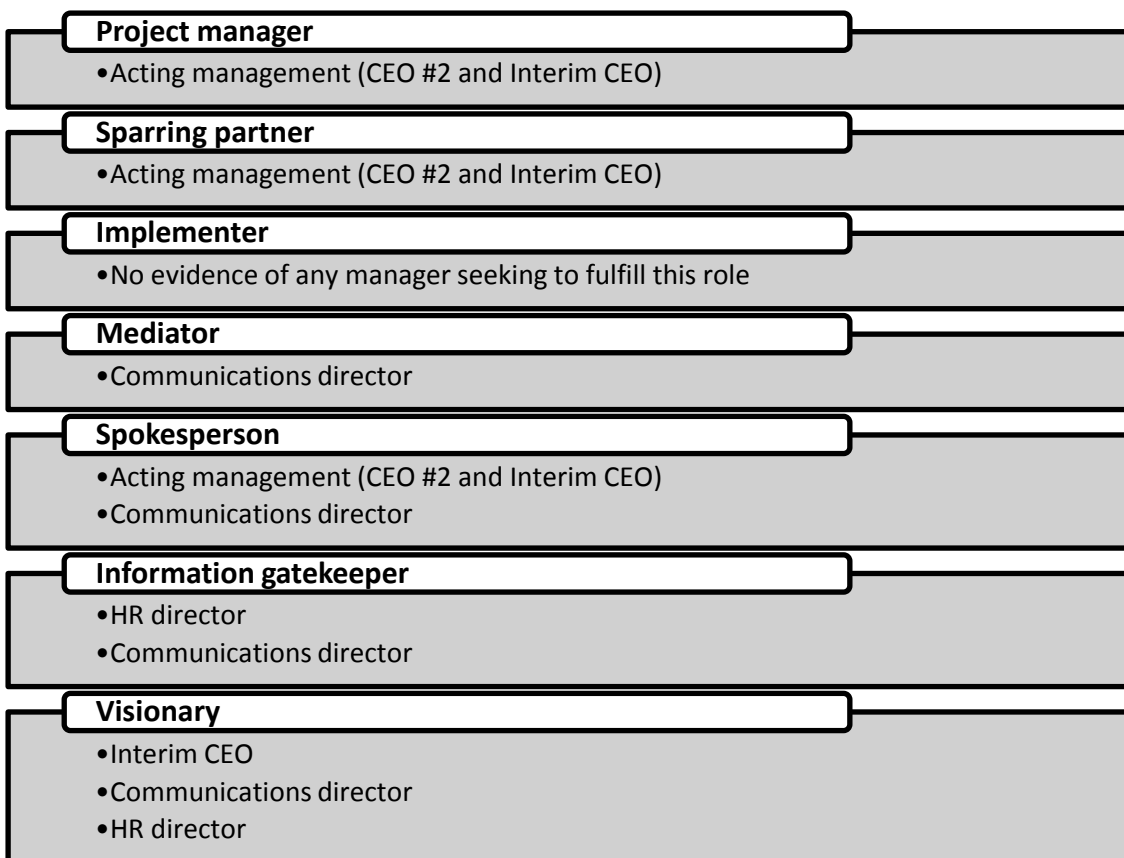 Project manager
•Acting management (CEO #2 and Interim CEO)
Sparring partner
•Acting management (CEO #2 and Interim CEO)
Implementer
•No evidence of any manager seeking to fulfill this role
Mediator
•Communications director
Spokesperson
•Acting management (CEO #2 and Interim CEO)
•Communications director
Information gatekeeper
•HR director
•Communications director
Visionary
•Interim CEO
•Communications director
•HR director